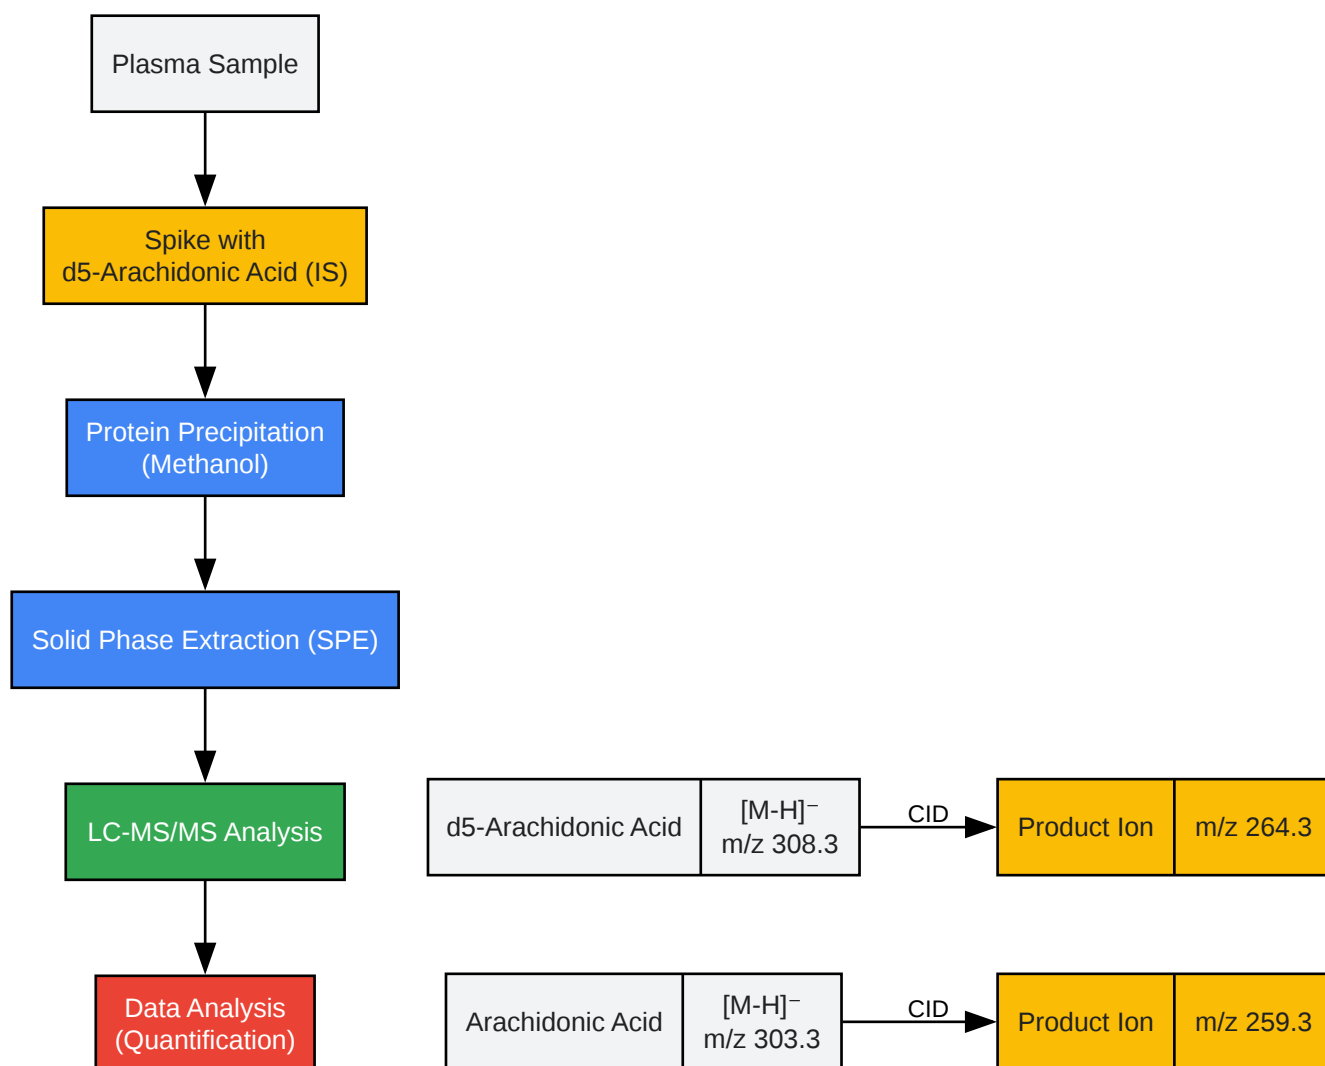 Plasma Sample
Spike with
d5-Arachidonic Acid (IS)
Protein Precipitation
(Methanol)
Solid Phase Extraction (SPE)
LC-MS/MS Analysis
d5-Arachidonic Acid
[M-H]⁻
m/z 308.3
CID
Product Ion
m/z 264.3
Data Analysis
(Quantification)
Arachidonic Acid
[M-H]⁻
m/z 303.3
CID
Product Ion
m/z 259.3